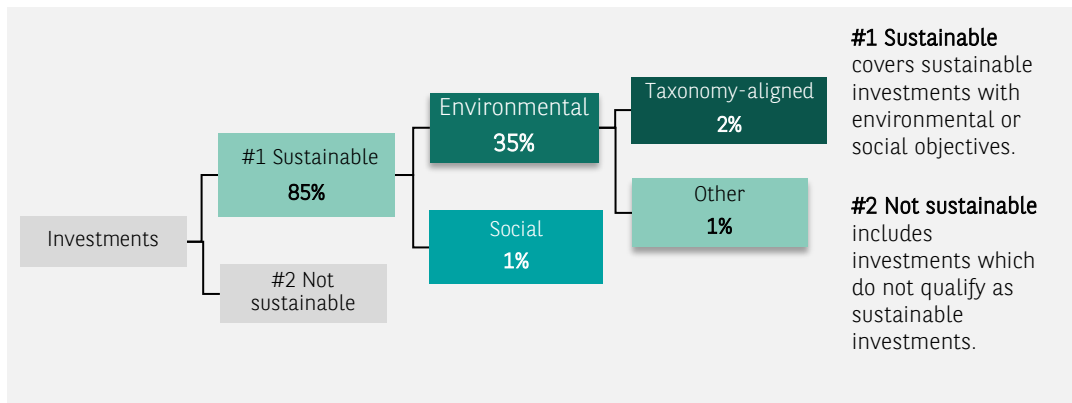 Investments
#1 Sustainable
85%
#2 Not
sustainable
Environmental
35%
Social
1%
Taxonomy-aligned
2%
Other
1%
#1 Sustainable
covers sustainable
investments with
environmental or
social objectives.
#2 Not sustainable
includes
investments which
do not qualify as
sustainable
investments.